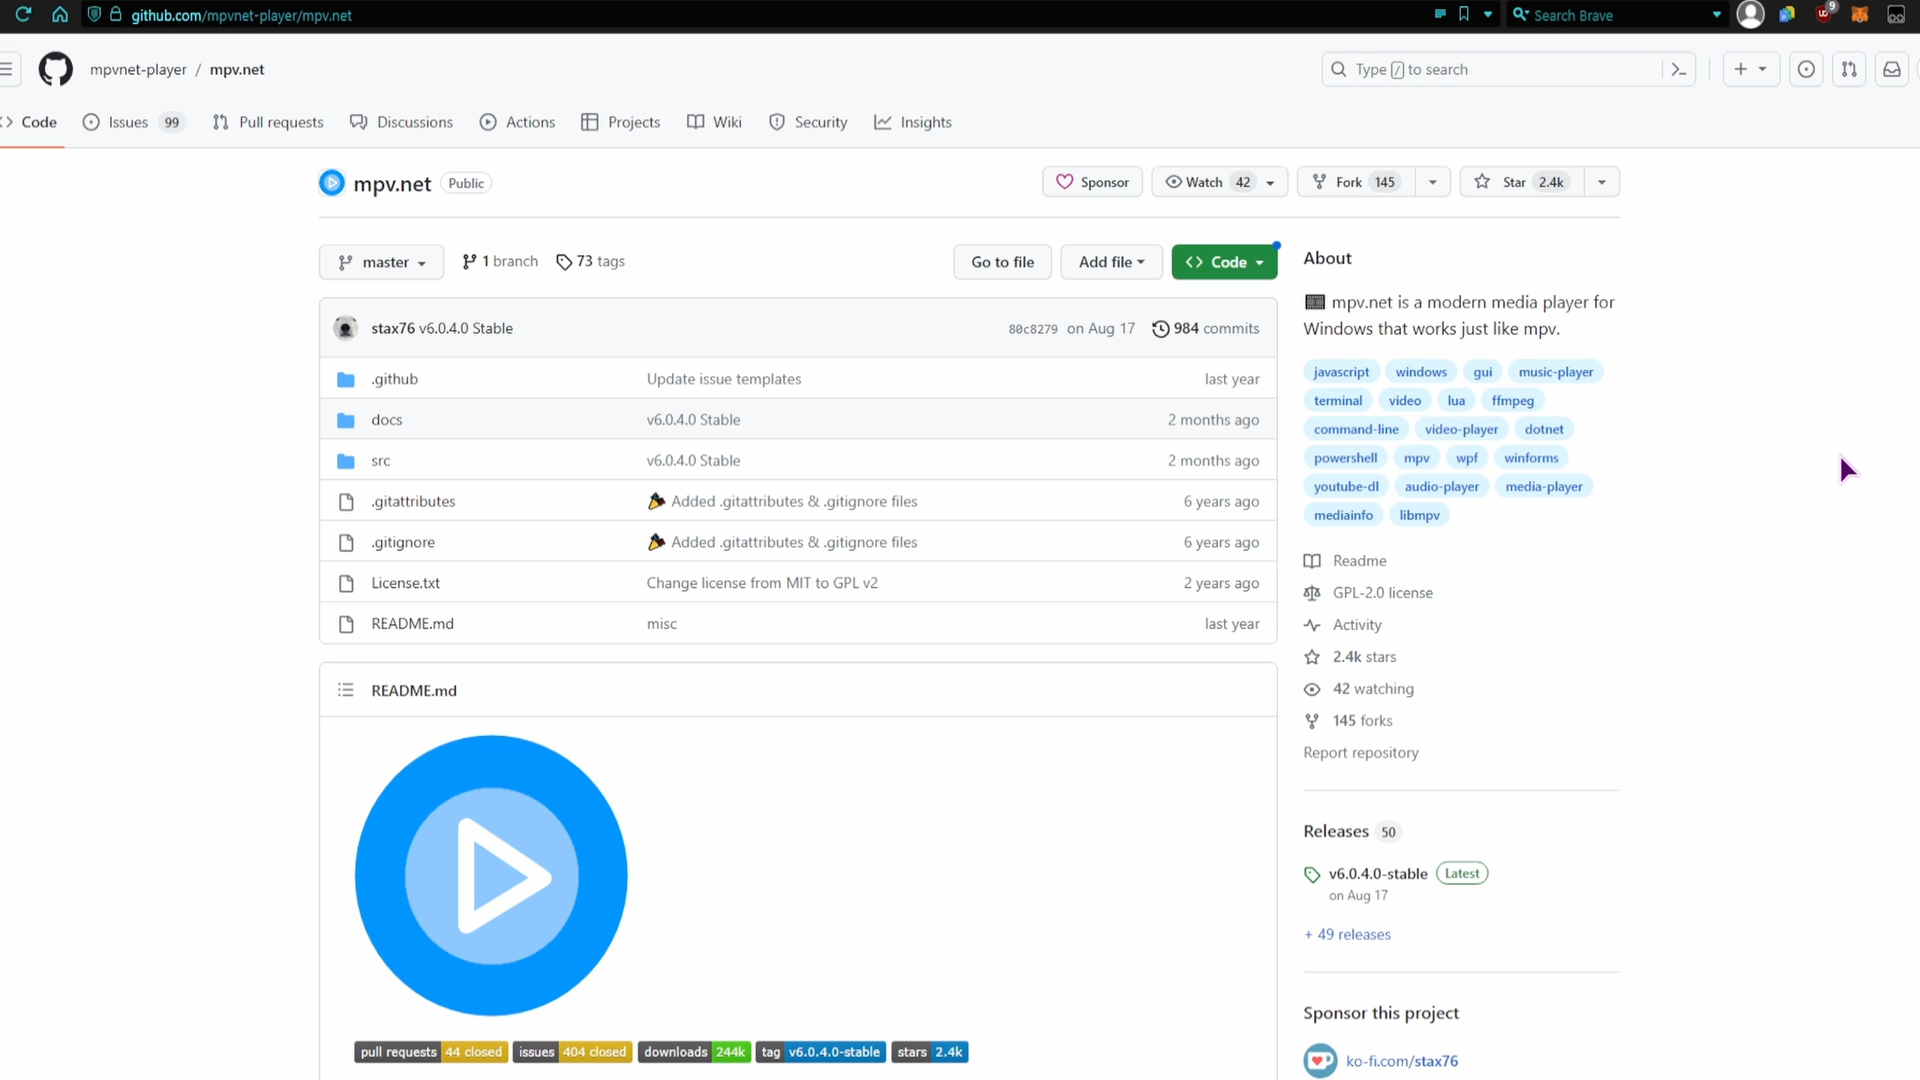 github.com/mpvnet-player/mpv.net
Search Brave
9
mpvnet-player / mpv.net
Type / to search
Code
Issues 99
Pull requests
Discussions
Actions
Projects
Wiki
Security
Insights
mpv.net Public
Sponsor
Watch 42
Fork 145
Star 2.4k
master
1 branch
73 tags
Go to file
Add file
Code
stax76 v6.0.4.0 Stable
80c8279 on Aug 17
984 commits
.github Update issue templates last year
docs v6.0.4.0 Stable 2 months ago
src v6.0.4.0 Stable 2 months ago
.gitattributes Added .gitattributes & .gitignore files 6 years ago
.gitignore Added .gitattributes & .gitignore files 6 years ago
License.txt Change license from MIT to GPL v2 2 years ago
README.md misc last year
README.md
pull requests 44 closed issues 404 closed downloads 244k tag v6.0.4.0-stable stars 2.4k
About
mpv.net is a modern media player for
Windows that works just like mpv.
javascript windows gui music-player
terminal video lua ffmpeg
command-line video-player dotnet
powershell mpv wpf winforms
youtube-dl audio-player media-player
mediainfo libmpv
Readme
GPL-2.0 license
Activity
2.4k stars
42 watching
145 forks
Report repository
Releases 50
v6.0.4.0-stable Latest
on Aug 17
+ 49 releases
Sponsor this project
ko-fi.com/stax76